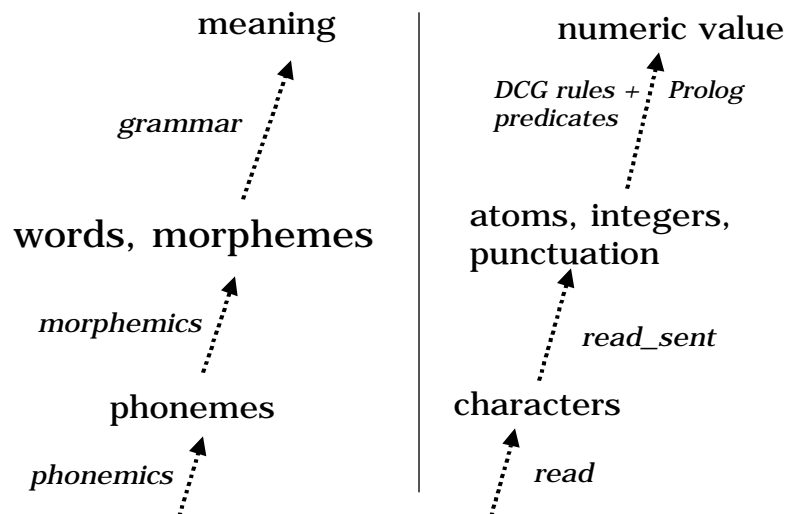 meaning
grammar
words, morphemes
morphemics
phonemes
phonemics
numeric value
DCG rules + Prolog
predicates
atoms, integers,
punctuation
read_sent
characters
read